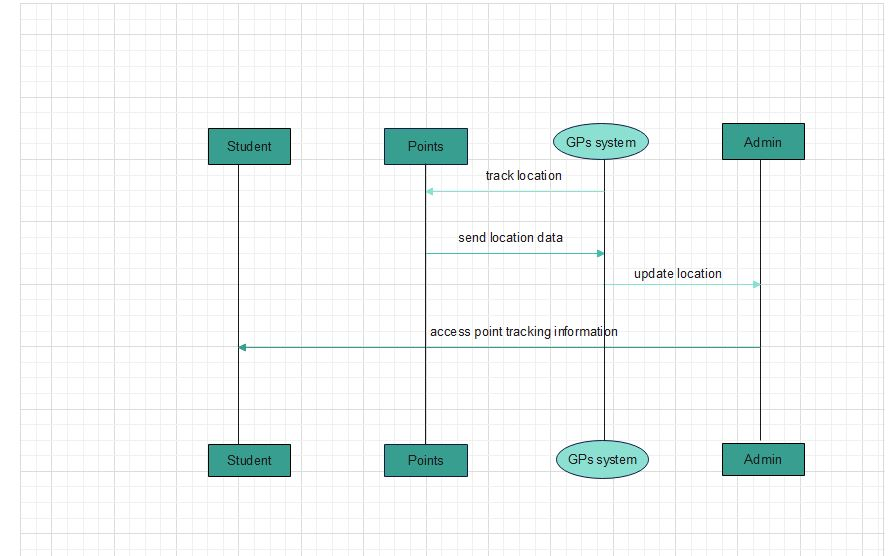 Student
Points
GPs system
Admin
track location
send location data
update location
access point tracking information
Student
Points
GPs system
Admin